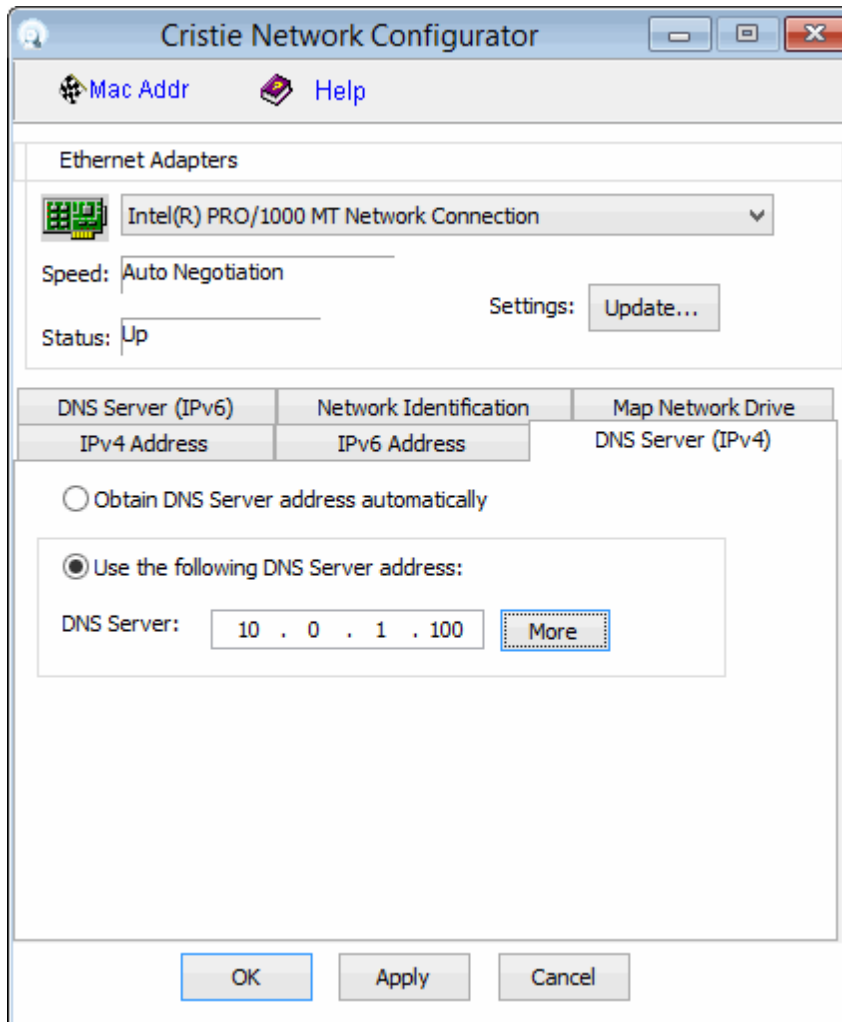 Cristie Network Configurator
Mac Addr Help
Ethernet Adapters
Intel(R) PRO/1000 MT Network Connection
Speed: Auto Negotiation
Settings: Update...
Status: Up
DNS Server (IPv6) Network Identification Map Network Drive
IPv4 Address IPv6 Address DNS Server (IPv4)
Obtain DNS Server address automatically
Use the following DNS Server address:
DNS Server: 10 . 0 . 1 . 100 More
OK Apply Cancel